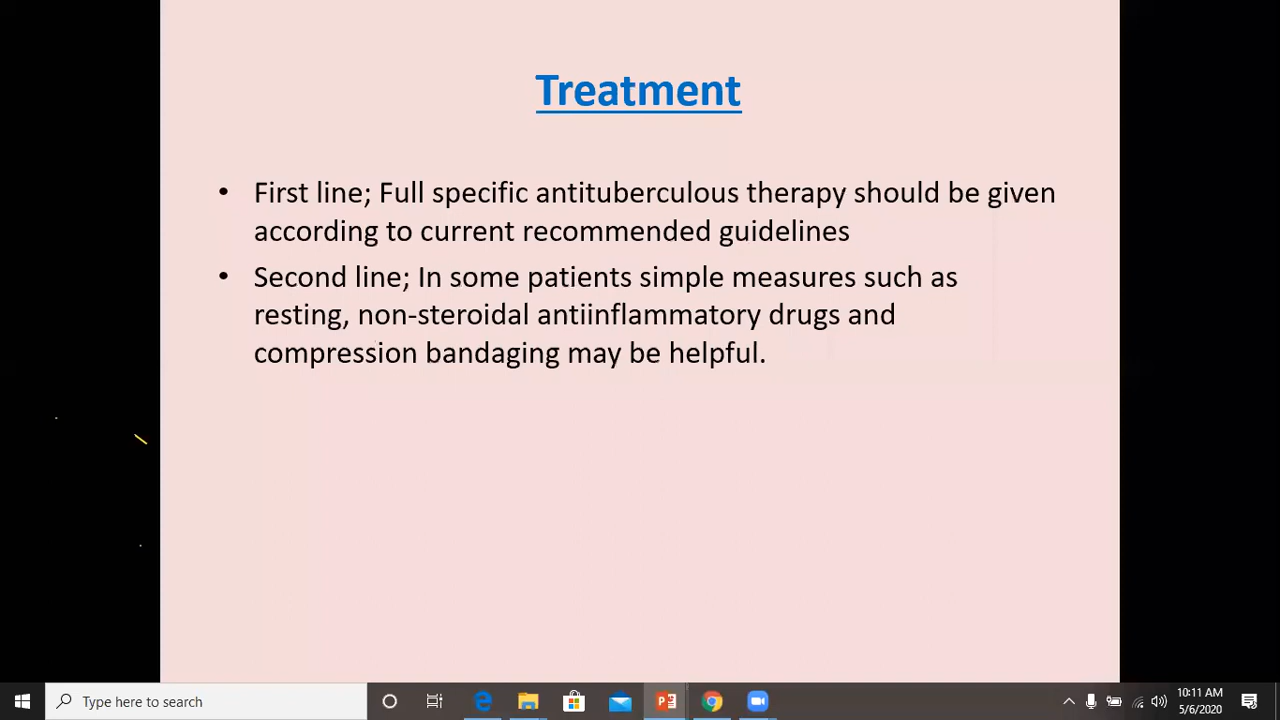 Treatment
• First line; Full specific antituberculous therapy should be given
according to current recommended guidelines
• Second line; In some patients simple measures such as
resting, non-steroidal antiinflammatory drugs and
compression bandaging may be helpful.
Type here to search
10:11 AM
5/6/2020